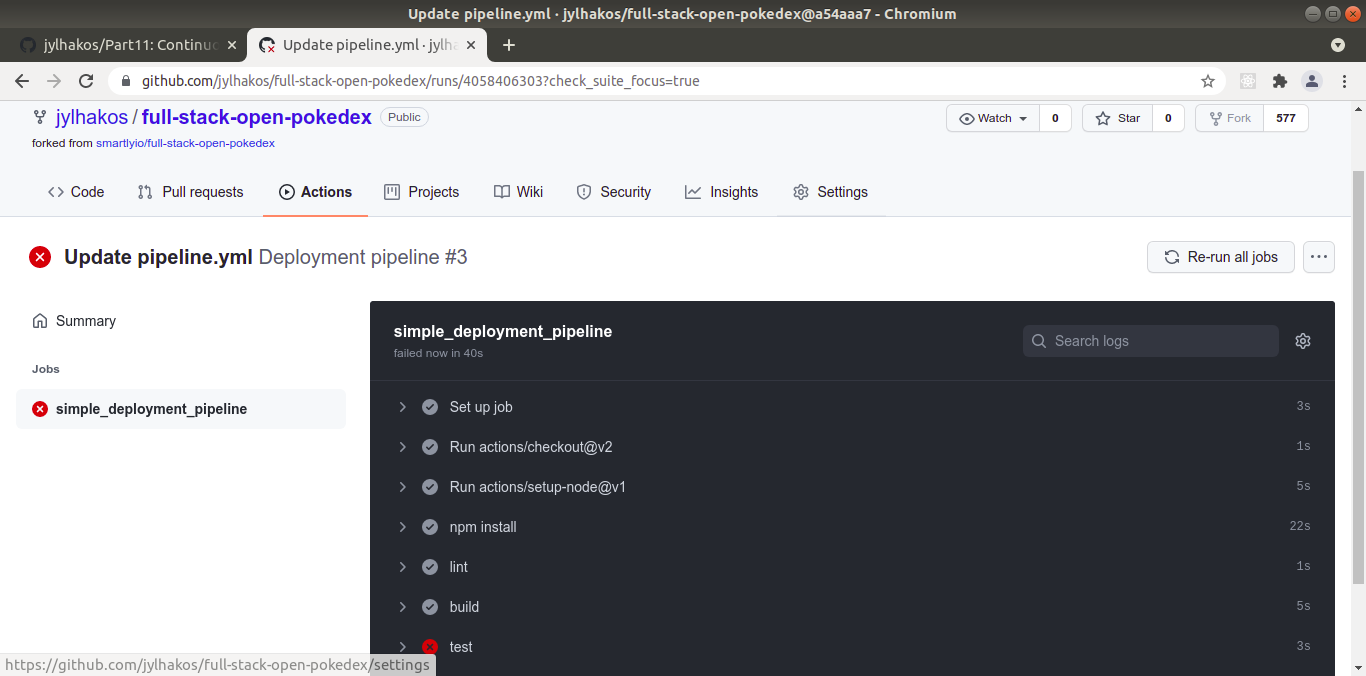 Update pipeline.yml · jylhakos/full-stack-open-pokedex@a54aaa7 - Chromium
jylhakos/Part11: Continuo
Update pipeline.yml · jylha
github.com/jylhakos/full-stack-open-pokedex/runs/4058406303?check_suite_focus=true
jylhakos / full-stack-open-pokedex Public
Watch 0 Star 0 Fork 577
forked from smartlyio/full-stack-open-pokedex
Code Pull requests Actions Projects Wiki Security Insights Settings
Update pipeline.yml Deployment pipeline #3
Re-run all jobs
Summary
Jobs
simple_deployment_pipeline
simple_deployment_pipeline
failed now in 40s
Search logs
Set up job 3s
Run actions/checkout@v2 1s
Run actions/setup-node@v1 5s
npm install 22s
lint 1s
build 5s
test 3s
https://github.com/jylhakos/full-stack-open-pokedex/settings